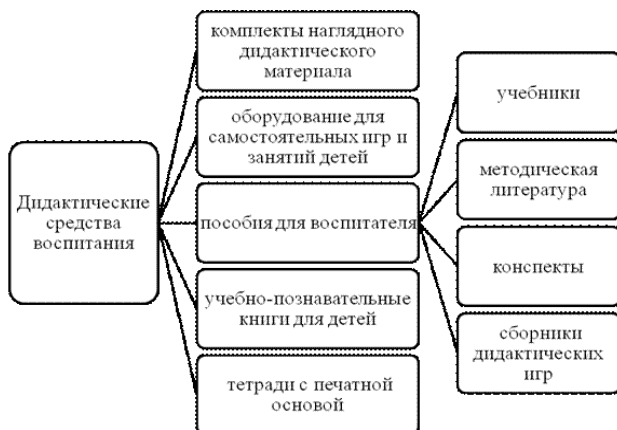 Дидактические
средства
воспитания
комплекты наглядного
дидактического
материала
оборудование для
самостоятельных игр и
занятий детей
пособия для воспитателя
учебно-познавательные
книги для детей
тетради с печатной
основой
учебники
методическая
литература
конспекты
сборники
дидактических
игр